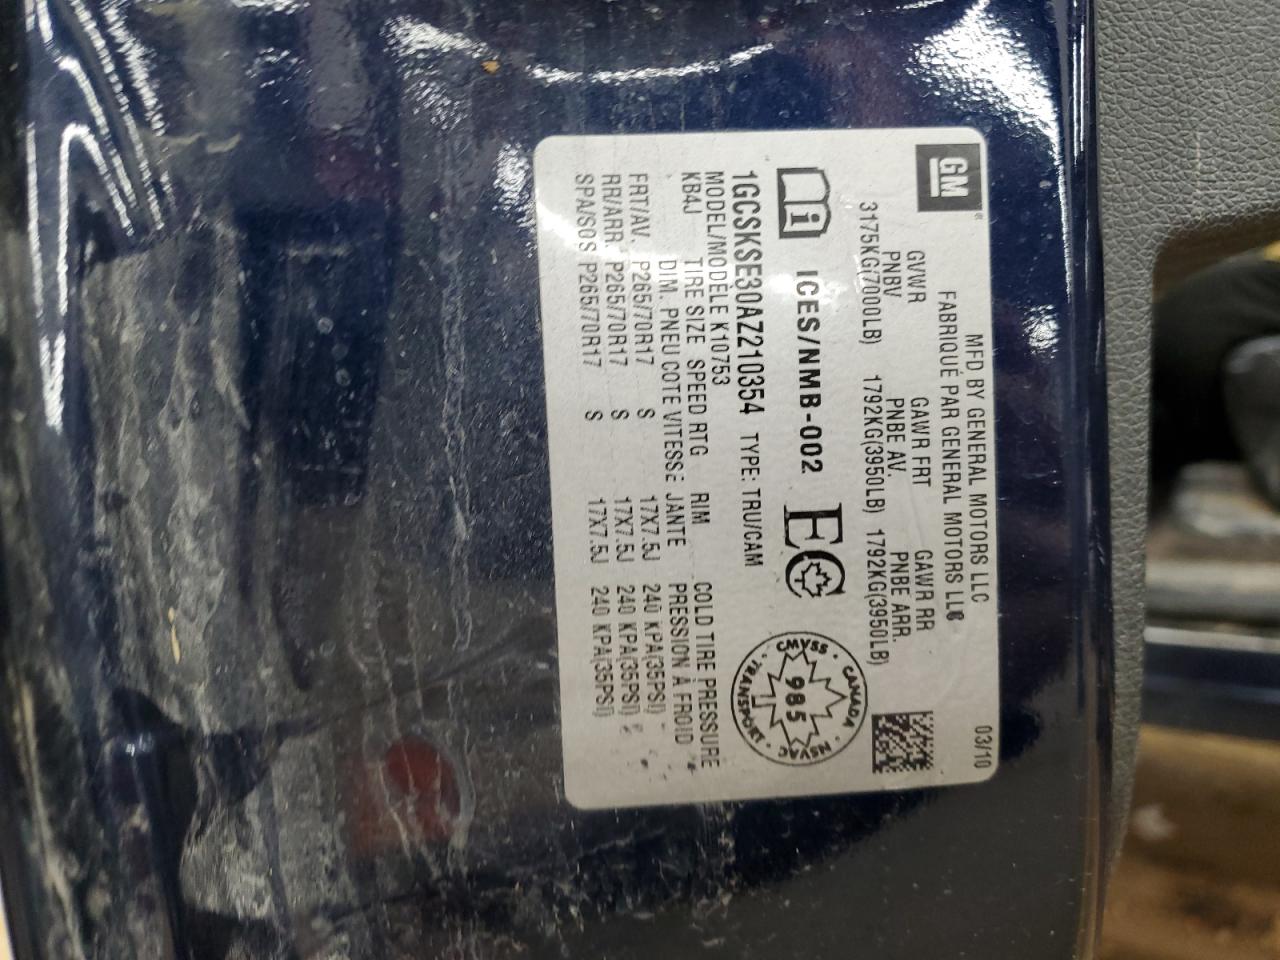 GM
MFD BY GENERAL MOTORS LLC
03/10
FABRIQUÉ PAR GENERAL MOTORS LLC
GVWR GAWR FRT GAWR RR
PNBV PNBE AV. PNBE ARR.
3175KG(7000LB) 1792KG(3950LB) 1792KG(3950LB)
i ICES/NMB-002 EC
CMVSS · CANADA · NSVAC · TRANSPORT ·
985
1GCSKSE30AZ210354 TYPE: TRU/CAM
MODEL/MODÈLE K10753
KB4J TIRE SIZE SPEED RTG RIM COLD TIRE PRESSURE
DIM. PNEU COTE VITESSE JANTE PRESSION À FROID
FRT/AV. P265/70R17 S 17X7.5J 240 KPA(35PSI)
RR/ARR. P265/70R17 S 17X7.5J 240 KPA(35PSI)
SPA/SOS P265/70R17 S 17X7.5J 240 KPA(35PSI)